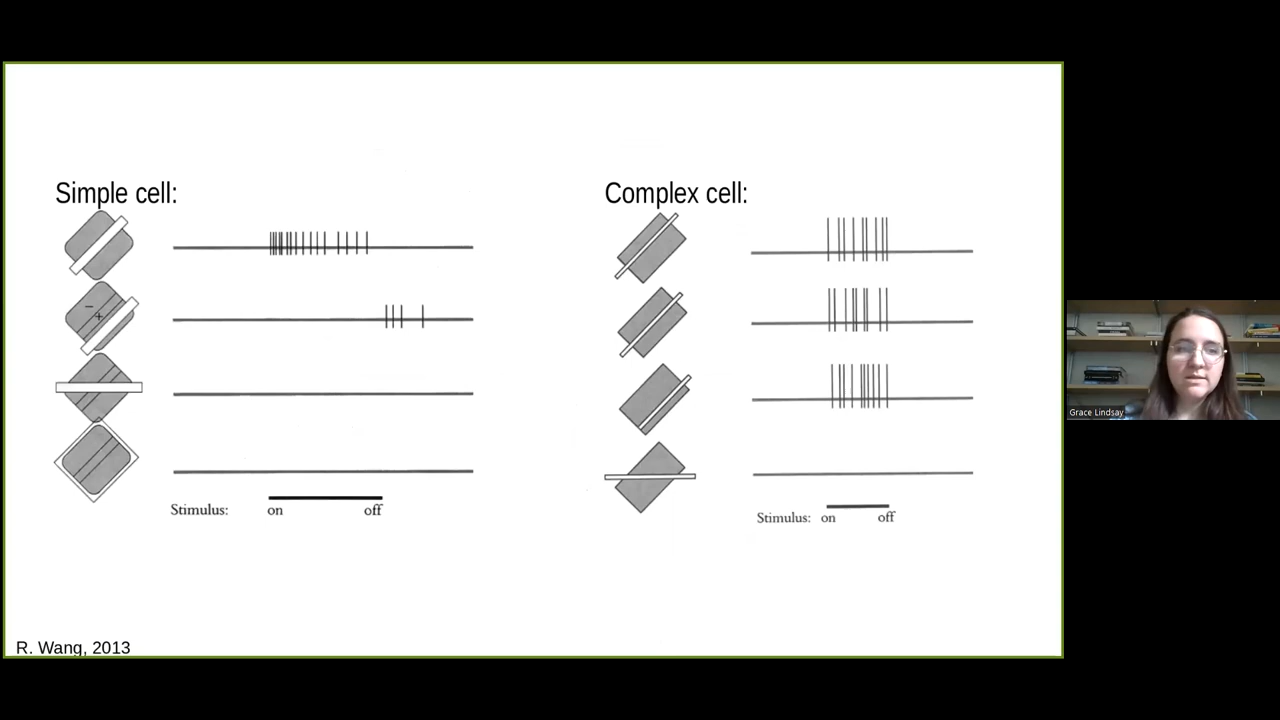 Simple cell:
Complex cell:
−
+
Stimulus: on off
Stimulus: on off
R. Wang, 2013
Grace Lindsay